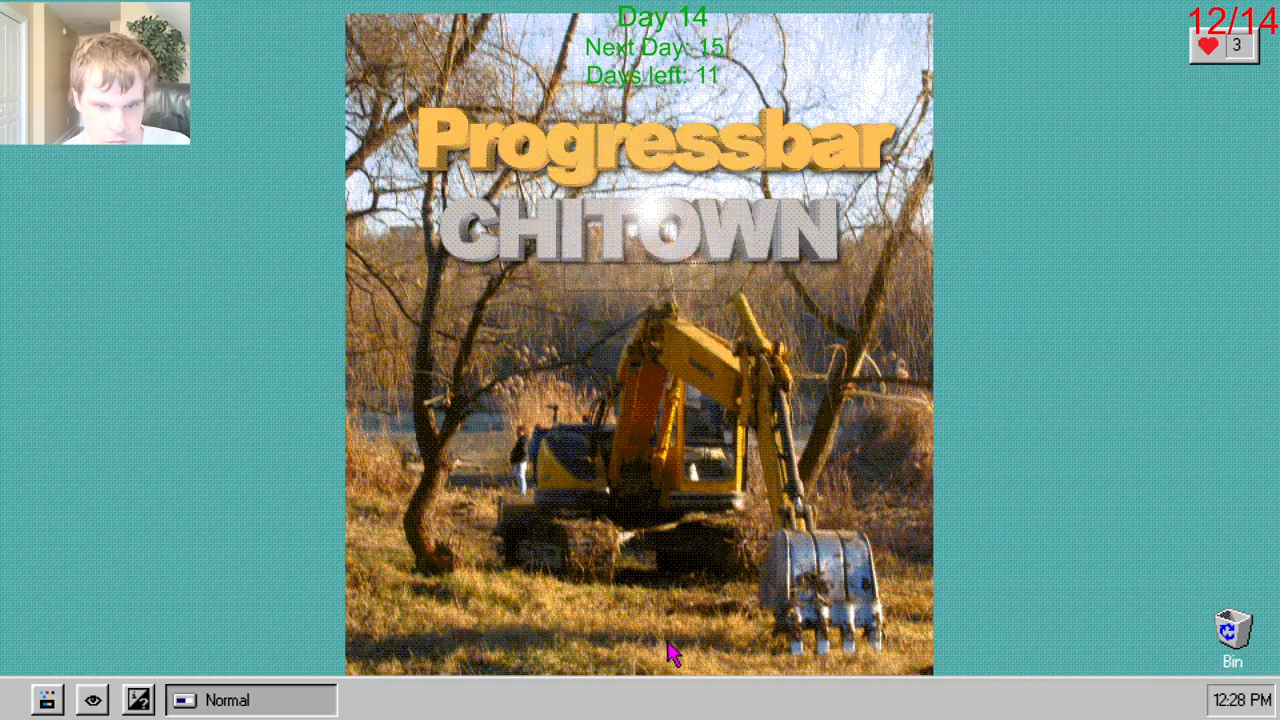 Day 14
Next Day: 15
Days left: 11
12/14
3
Progressbar
CHITOWN
Bin
Normal
12:28 PM